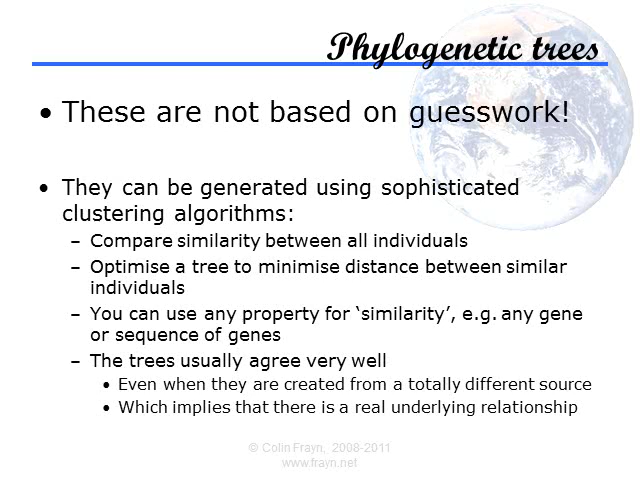 Phylogenetic trees
• These are not based on guesswork!
• They can be generated using sophisticated
clustering algorithms:
– Compare similarity between all individuals
– Optimise a tree to minimise distance between similar
individuals
– You can use any property for ‘similarity’, e.g. any gene
or sequence of genes
– The trees usually agree very well
• Even when they are created from a totally different source
• Which implies that there is a real underlying relationship
© Colin Frayn, 2008-2011
www.frayn.net